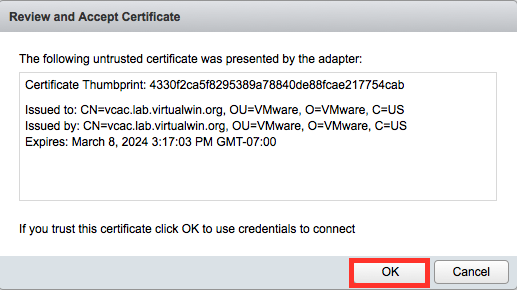 Review and Accept Certificate
The following untrusted certificate was presented by the adapter:
Certificate Thumbprint: 4330f2ca5f8295389a78840de88fcae217754cab
Issued to: CN=vcac.lab.virtualwin.org, OU=VMware, O=VMware, C=US
Issued by: CN=vcac.lab.virtualwin.org, OU=VMware, O=VMware, C=US
Expires: March 8, 2024 3:17:03 PM GMT-07:00
If you trust this certificate click OK to use credentials to connect
OK Cancel